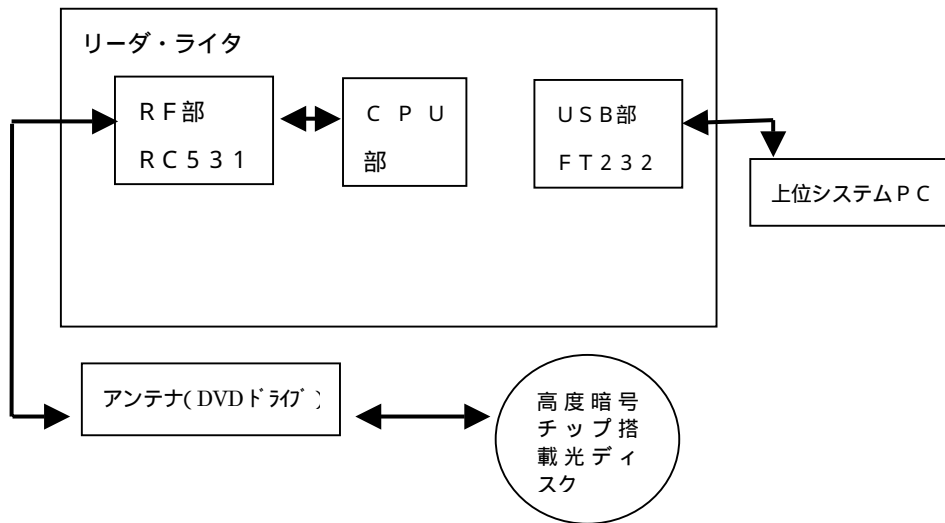 リーダ・ライタ
ＲＦ部
ＲＣ５３１
ＣＰＵ
部
ＵＳＢ部
ＦＴ２３２
上位システムＰＣ
アンテナ(DVDﾄﾞﾗｲﾌﾞ)
高度暗号
チップ搭
載光ディ
スク